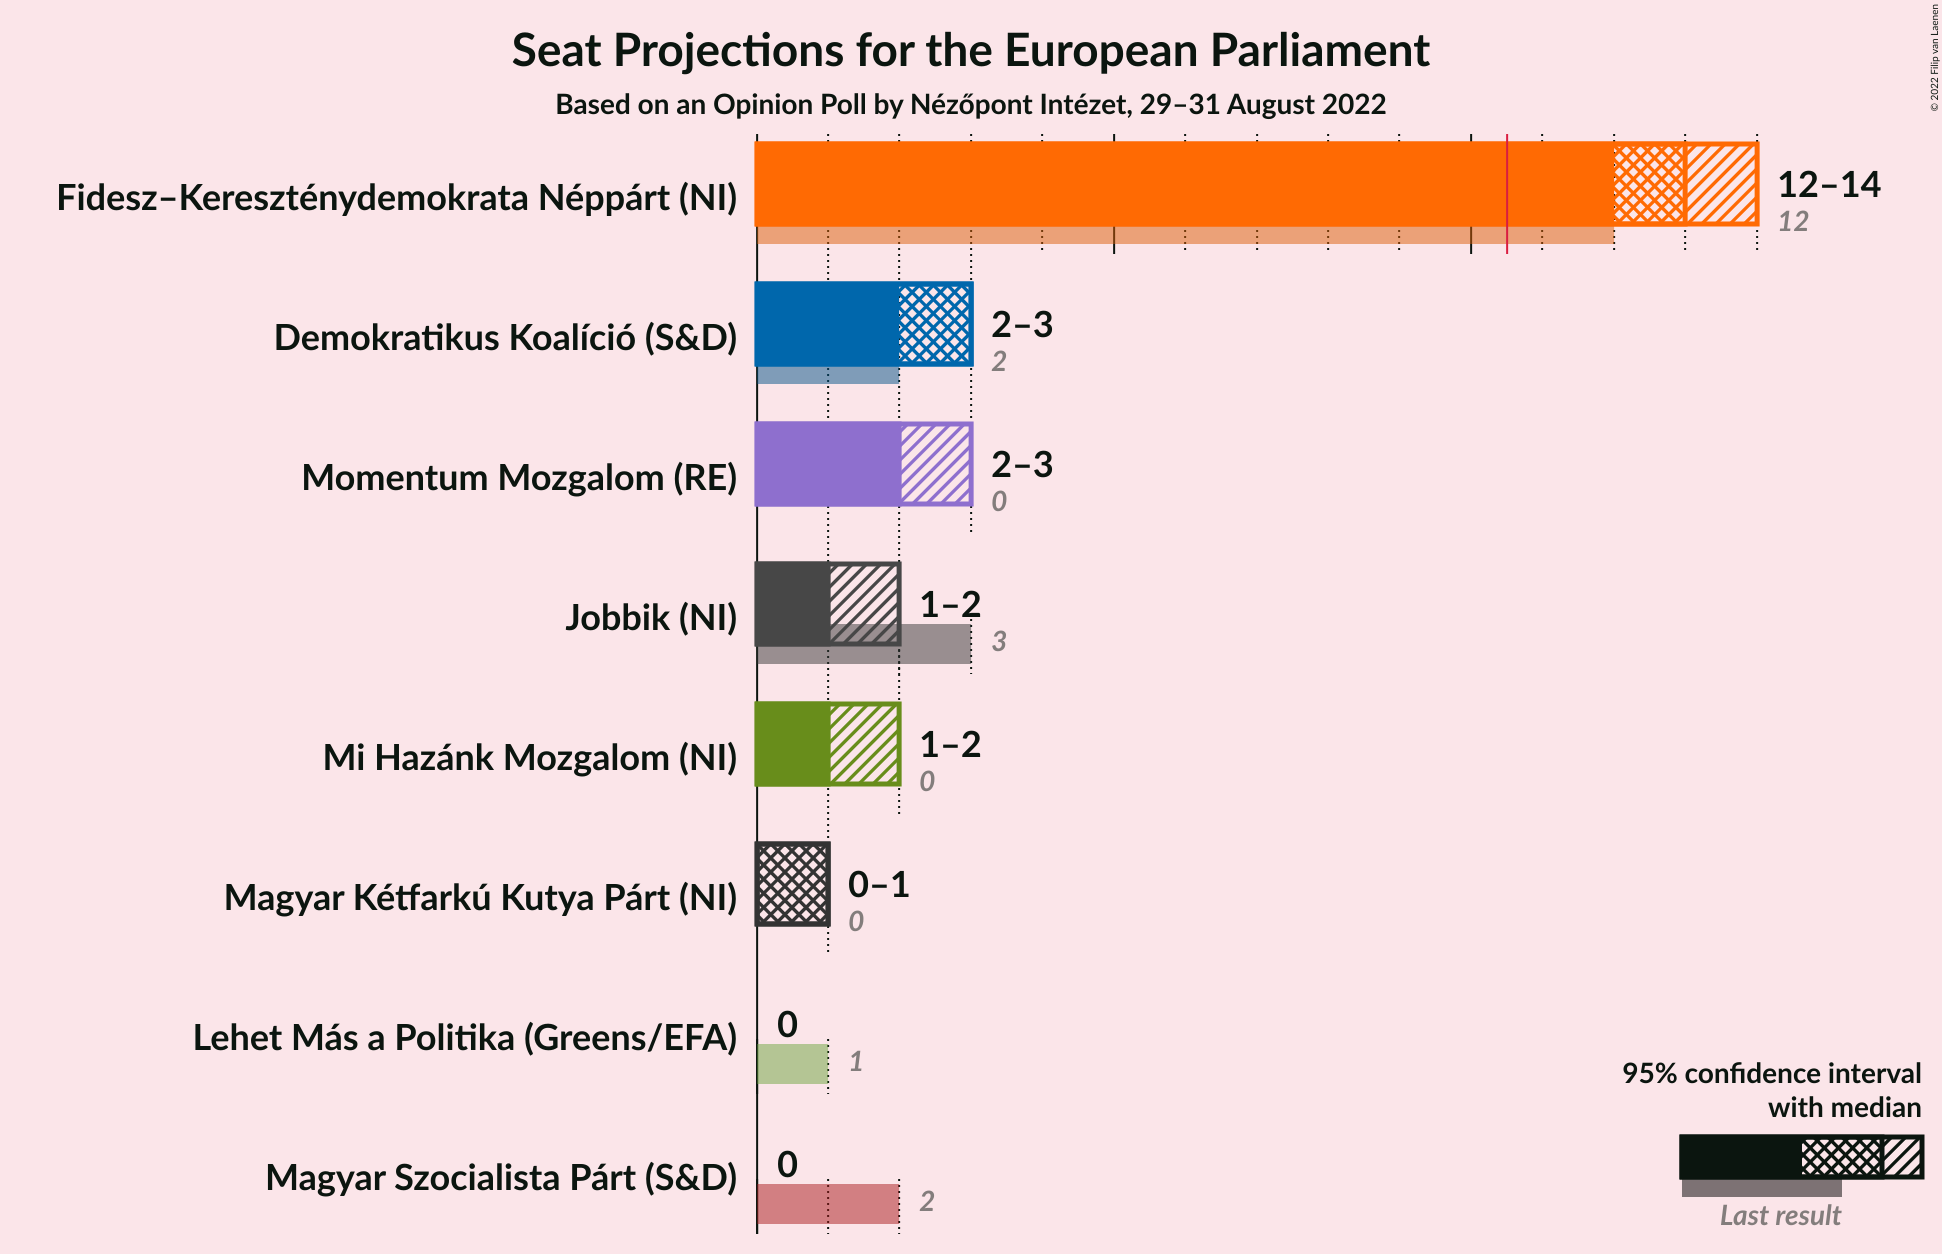 Seat Projections for the European Parliament
Based on an Opinion Poll by Nézőpont Intézet, 29–31 August 2022
© 2022 Filip van Laenen
Fidesz–Kereszténydemokrata Néppárt (NI)
12–14
12
Demokratikus Koalíció (S&D)
2–3
2
Momentum Mozgalom (RE)
2–3
0
Jobbik (NI)
1–2
3
Mi Hazánk Mozgalom (NI)
1–2
0
Magyar Kétfarkú Kutya Párt (NI)
0–1
0
Lehet Más a Politika (Greens/EFA)
0
1
Magyar Szocialista Párt (S&D)
0
2
95% confidence interval
with median
Last result